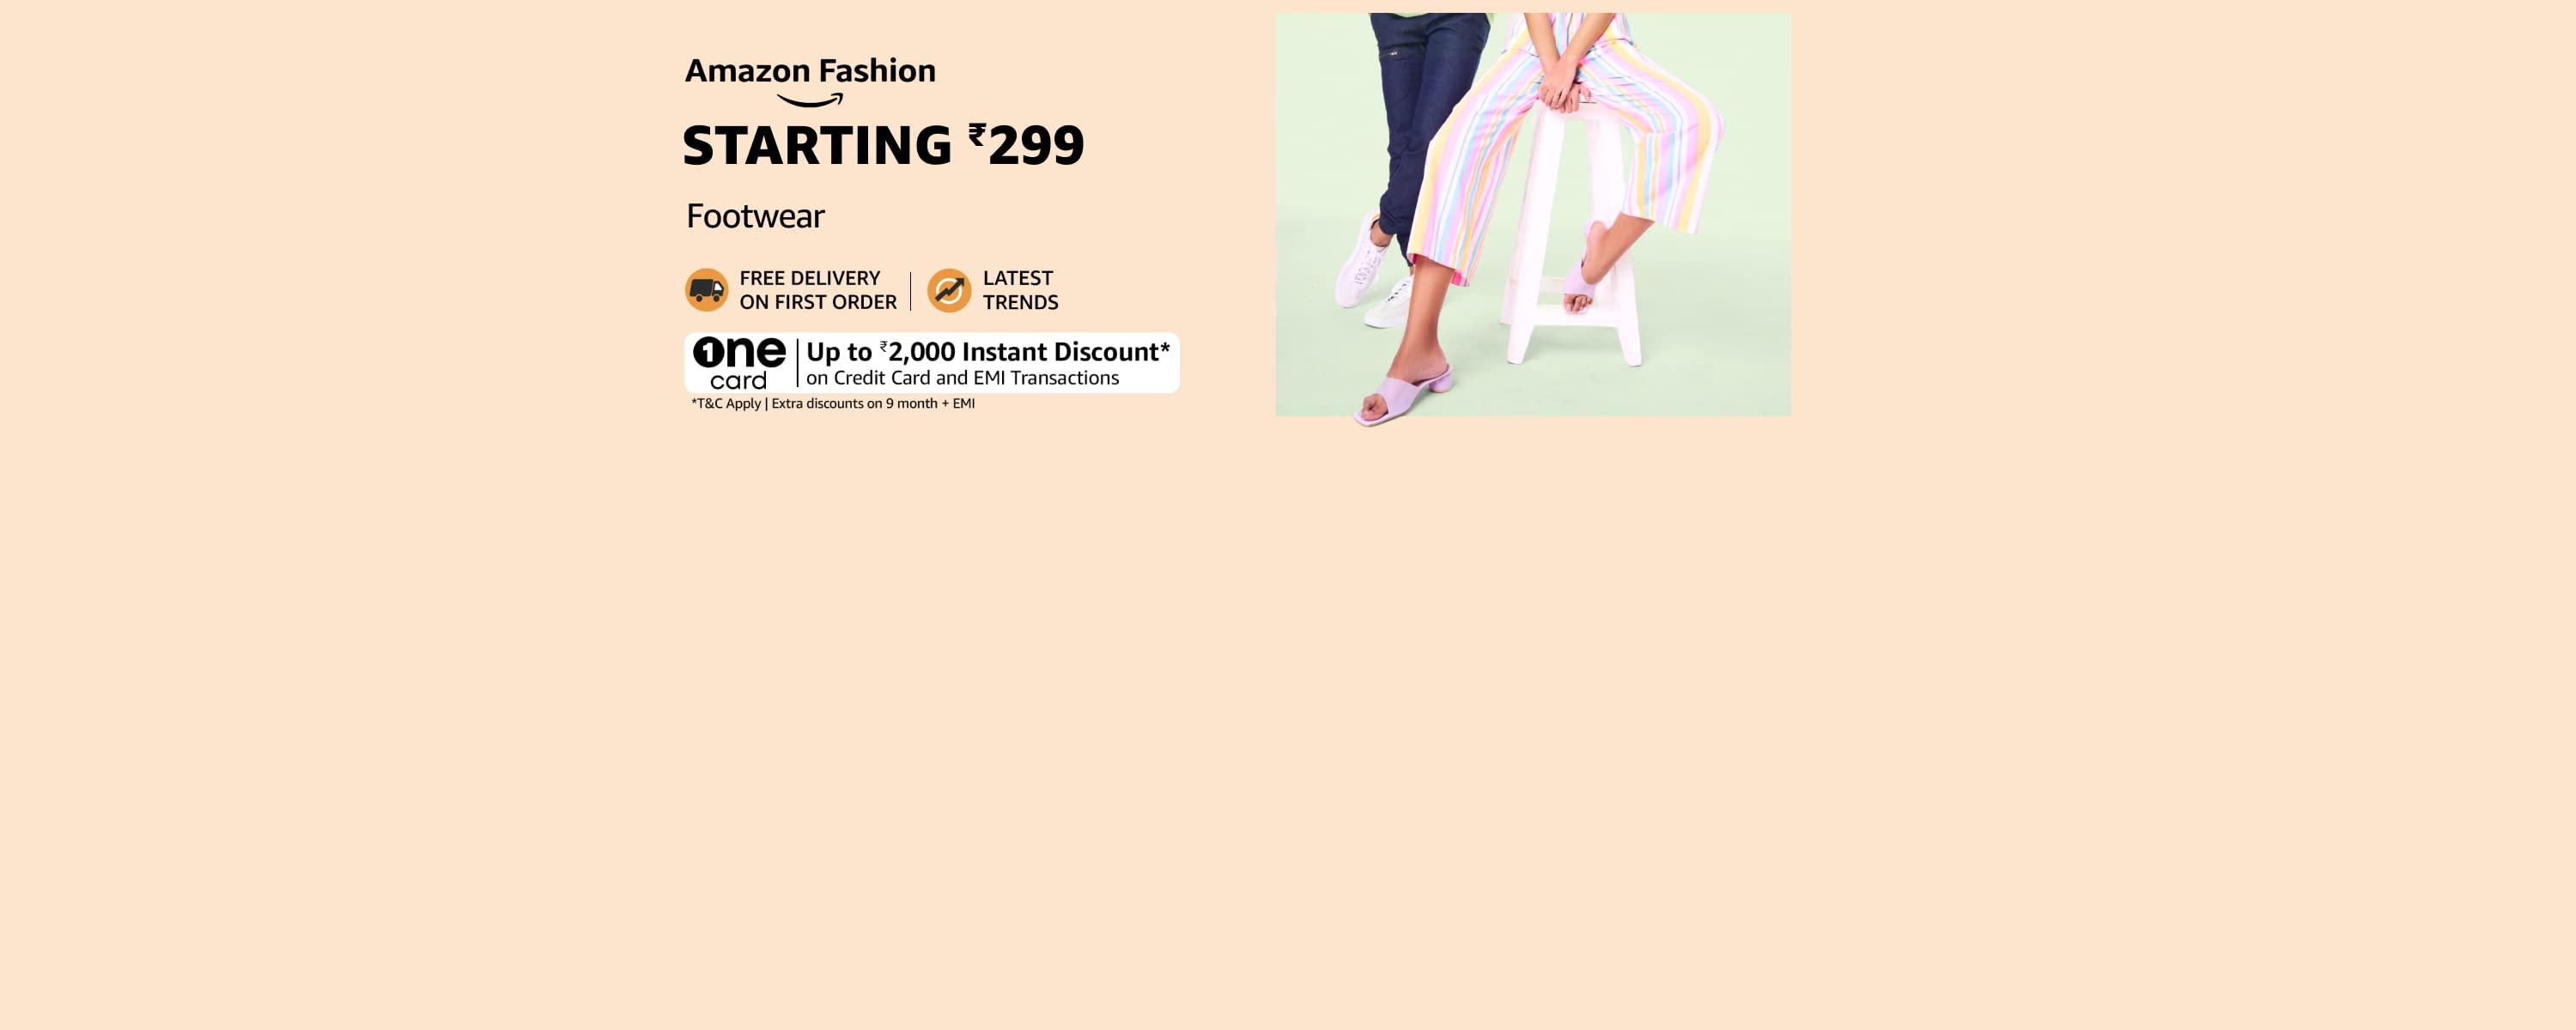 Amazon Fashion
STARTING ₹299
Footwear
FREE DELIVERY
ON FIRST ORDER
LATEST
TRENDS
one
card
Up to ₹2,000 Instant Discount*
on Credit Card and EMI Transactions
*T&C Apply | Extra discounts on 9 month + EMI